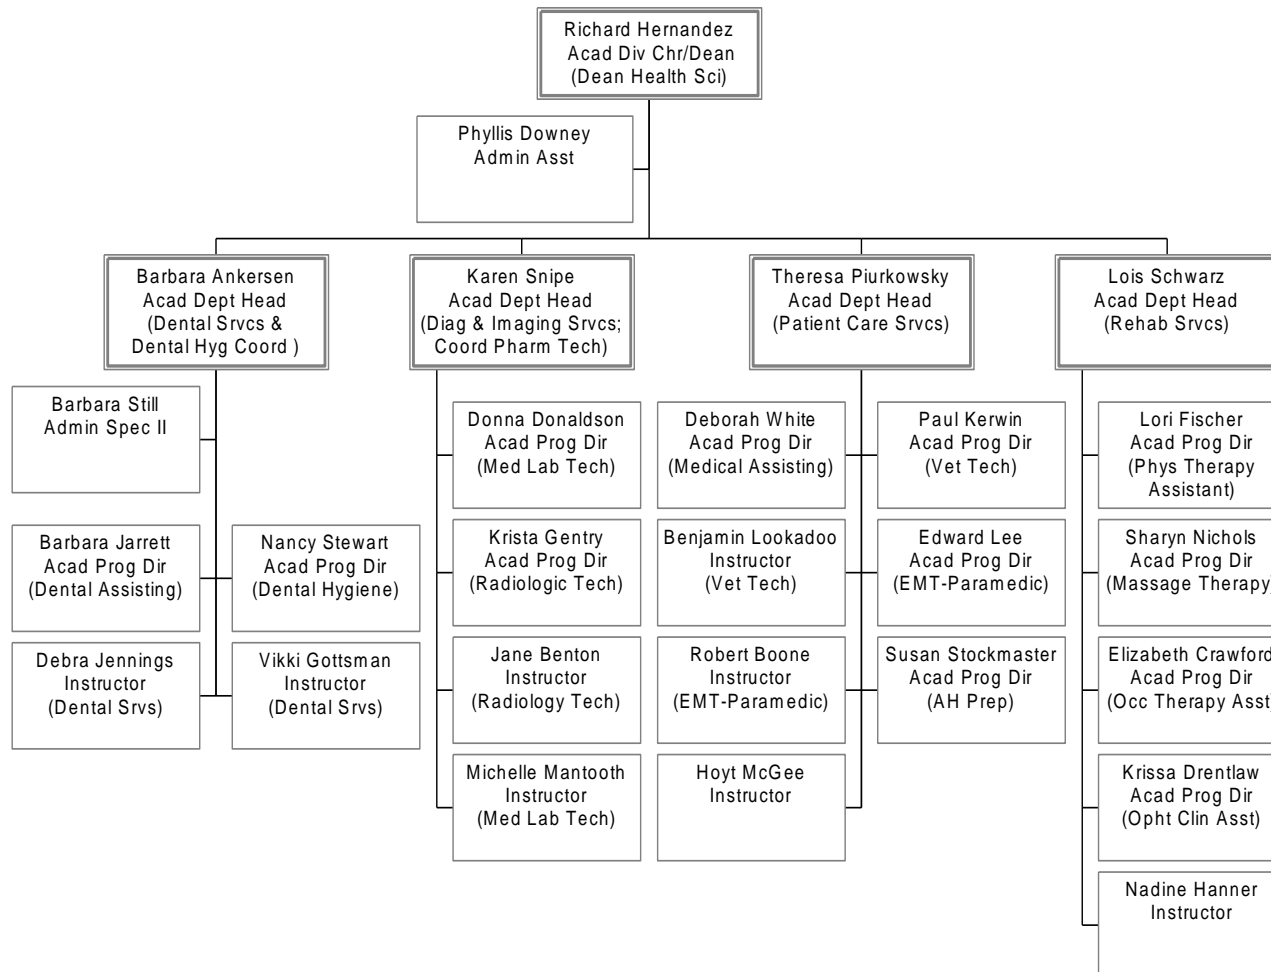 Richard Hernandez
Acad Div Chr/Dean
(Dean Health Sci)
Phyllis Downey
Admin Asst
Barbara Ankersen
Acad Dept Head
(Dental Srvcs &
Dental Hyg Coord )
Karen Snipe
Acad Dept Head
(Diag & Imaging Srvcs;
Coord Pharm Tech)
Theresa Piurkowsky
Acad Dept Head
(Patient Care Srvcs)
Lois Schwarz
Acad Dept Head
(Rehab Srvcs)
Barbara Still
Admin Spec II
Barbara Jarrett
Acad Prog Dir
(Dental Assisting)
Nancy Stewart
Acad Prog Dir
(Dental Hygiene)
Debra Jennings
Instructor
(Dental Srvs)
Vikki Gottsman
Instructor
(Dental Srvs)
Donna Donaldson
Acad Prog Dir
(Med Lab Tech)
Krista Gentry
Acad Prog Dir
(Radiologic Tech)
Jane Benton
Instructor
(Radiology Tech)
Michelle Mantooth
Instructor
(Med Lab Tech)
Deborah White
Acad Prog Dir
(Medical Assisting)
Paul Kerwin
Acad Prog Dir
(Vet Tech)
Benjamin Lookadoo
Instructor
(Vet Tech)
Edward Lee
Acad Prog Dir
(EMT-Paramedic)
Robert Boone
Instructor
(EMT-Paramedic)
Susan Stockmaster
Acad Prog Dir
(AH Prep)
Hoyt McGee
Instructor
Lori Fischer
Acad Prog Dir
(Phys Therapy
Assistant)
Sharyn Nichols
Acad Prog Dir
(Massage Therapy)
Elizabeth Crawford
Acad Prog Dir
(Occ Therapy Asst)
Krissa Drentlaw
Acad Prog Dir
(Opht Clin Asst)
Nadine Hanner
Instructor